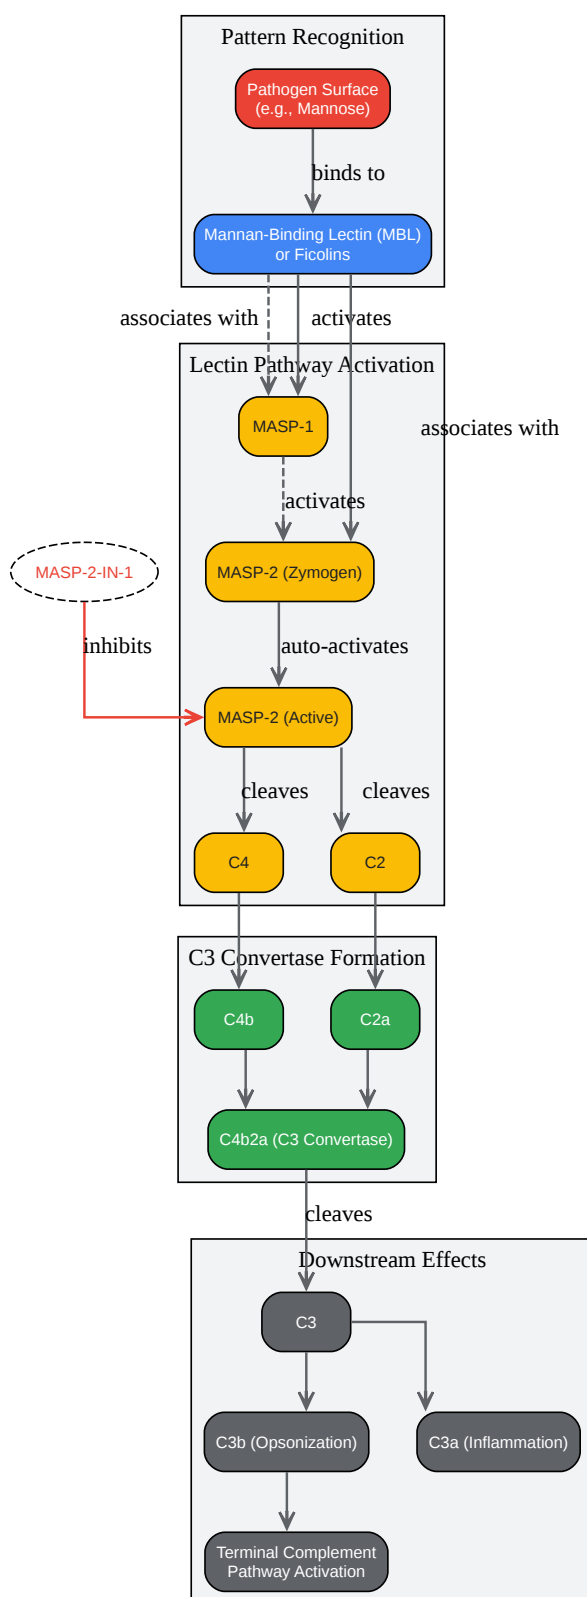 Pattern Recognition
Pathogen Surface
(e.g., Mannose)
binds to
Mannan-Binding Lectin (MBL)
or Ficolins
associates with
activates
Lectin Pathway Activation
MASP-1
associates with
activates
MASP-2-IN-1
MASP-2 (Zymogen)
inhibits
auto-activates
MASP-2 (Active)
cleaves
cleaves
C4
C2
C3 Convertase Formation
C4b
C2a
C4b2a (C3 Convertase)
cleaves
Downstream Effects
C3
C3b (Opsonization)
C3a (Inflammation)
Terminal Complement
Pathway Activation